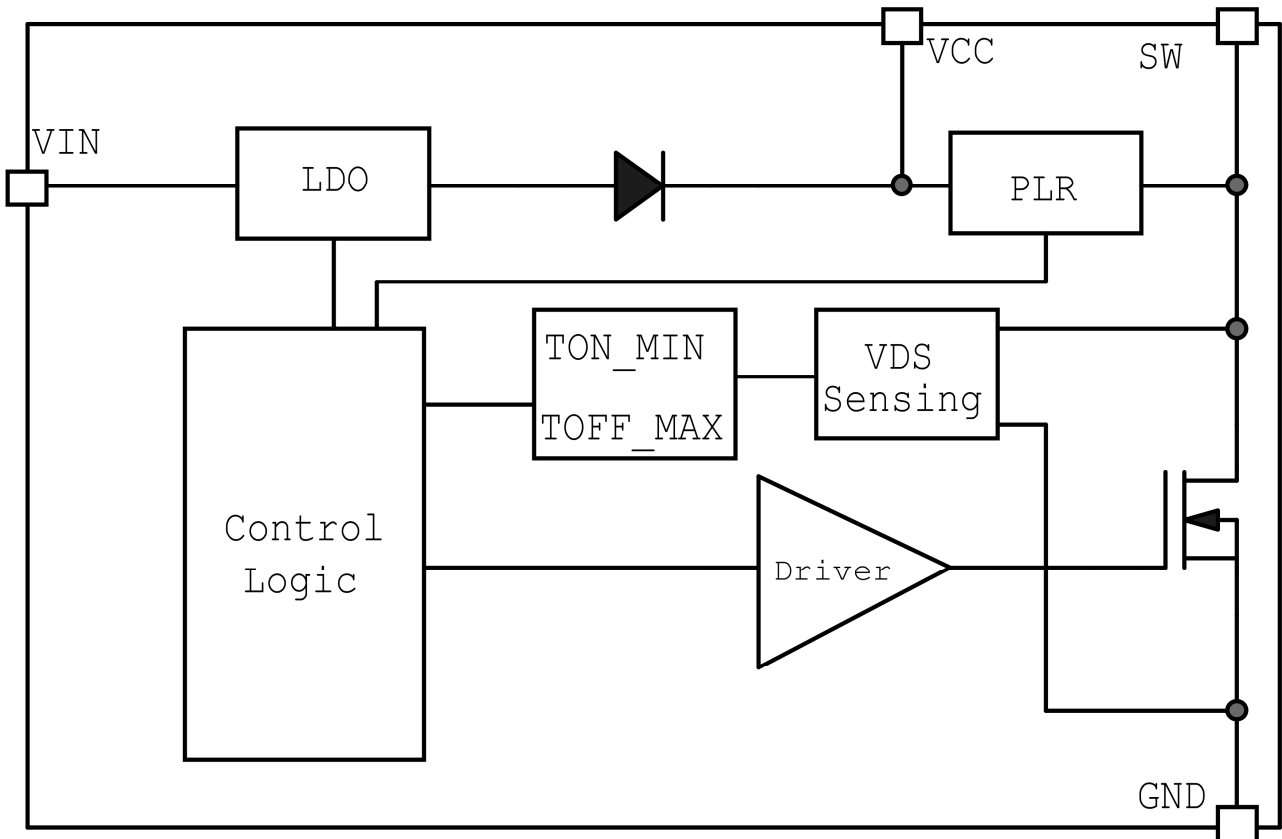 VCC
SW
VIN
LDO
PLR
TON_MIN
TOFF_MAX
VDS
Sensing
Control
Logic
Driver
GND